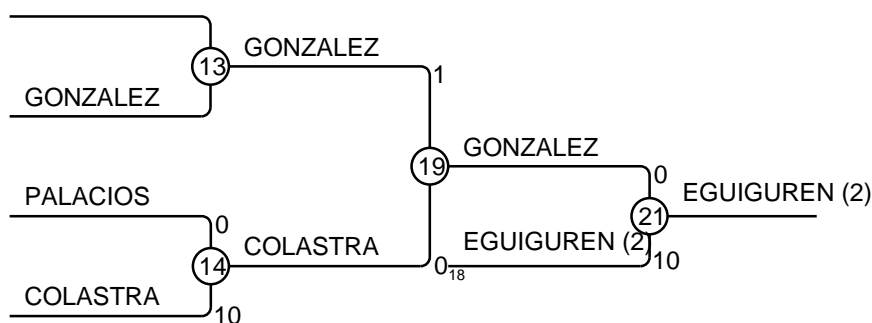 GONZALEZ
13
1
GONZALEZ
GONZALEZ
19
0
EGUIGUREN (2)
PALACIOS
21
0
COLASTRA
EGUIGUREN (2)
10
14
0
18
COLASTRA
10